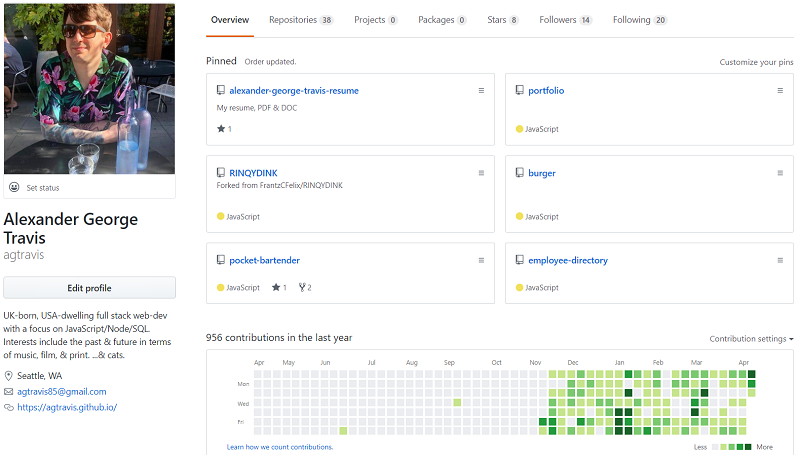 Overview Repositories 38 Projects 0 Packages 0 Stars 8 Followers 14 Following 20
Pinned Order updated. Customize your pins
alexander-george-travis-resume
My resume, PDF & DOC
1
portfolio
JavaScript
RINQYDINK
Forked from FrantzCFelix/RINQYDINK
JavaScript
burger
JavaScript
pocket-bartender
JavaScript 1 2
employee-directory
JavaScript
Set status
Alexander George
Travis
agtravis
Edit profile
UK-born, USA-dwelling full stack web-dev
with a focus on JavaScript/Node/SQL.
Interests include the past & future in terms
of music, film, & print. ...& cats.
Seattle, WA
agtravis85@gmail.com
https://agtravis.github.io/
956 contributions in the last year Contribution settings
Apr May Jun Jul Aug Sep Oct Nov Dec Jan Feb Mar Apr
Mon
Wed
Fri
Learn how we count contributions. Less More